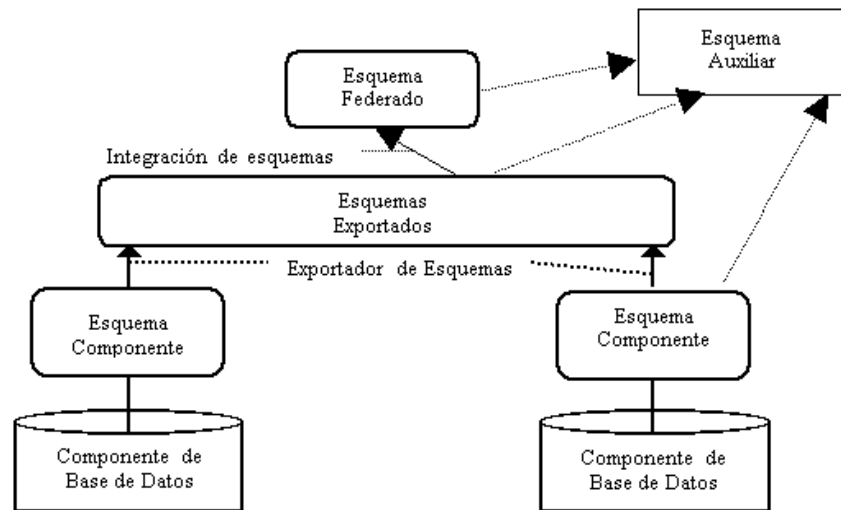 Esquema
Auxiliar
Esquema
Federado
Integración de esquemas
Esquemas
Exportados
Exportador de Esquemas
Esquema
Componente
Esquema
Componente
Componente de
Base de Datos
Componente de
Base de Datos